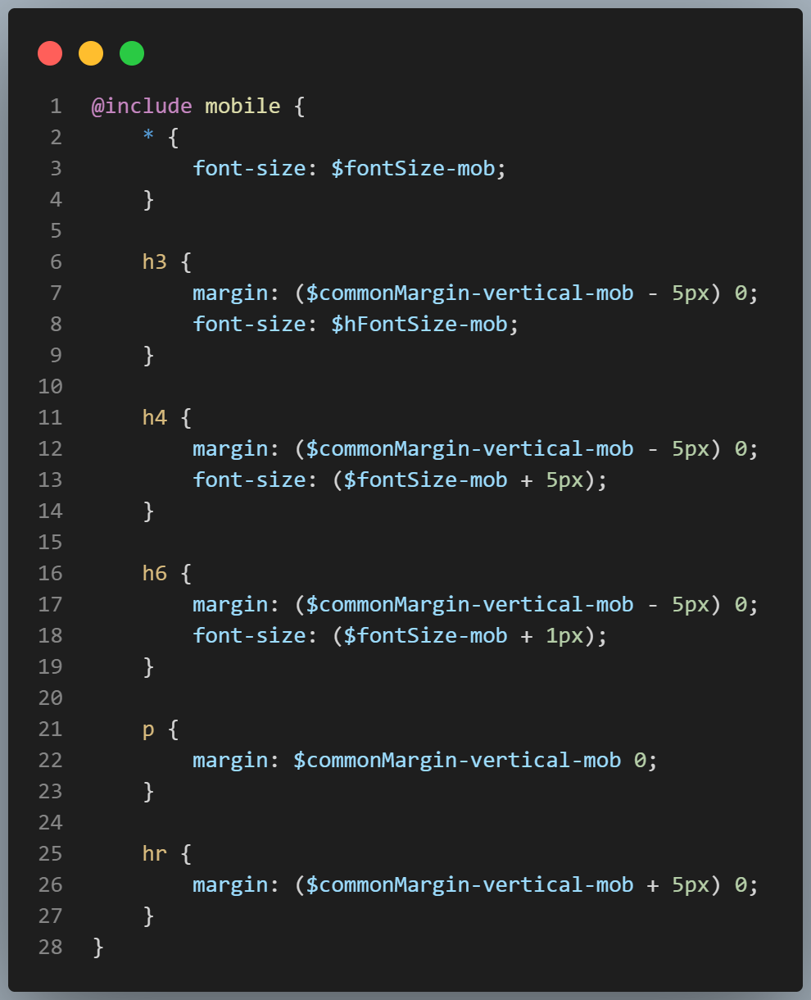 1 @include mobile {
2     * {
3         font-size: $fontSize-mob;
4     }
5
6     h3 {
7         margin: ($commonMargin-vertical-mob - 5px) 0;
8         font-size: $hFontSize-mob;
9     }
10
11     h4 {
12         margin: ($commonMargin-vertical-mob - 5px) 0;
13         font-size: ($fontSize-mob + 5px);
14     }
15
16     h6 {
17         margin: ($commonMargin-vertical-mob - 5px) 0;
18         font-size: ($fontSize-mob + 1px);
19     }
20
21     p {
22         margin: $commonMargin-vertical-mob 0;
23     }
24
25     hr {
26         margin: ($commonMargin-vertical-mob + 5px) 0;
27     }
28 }